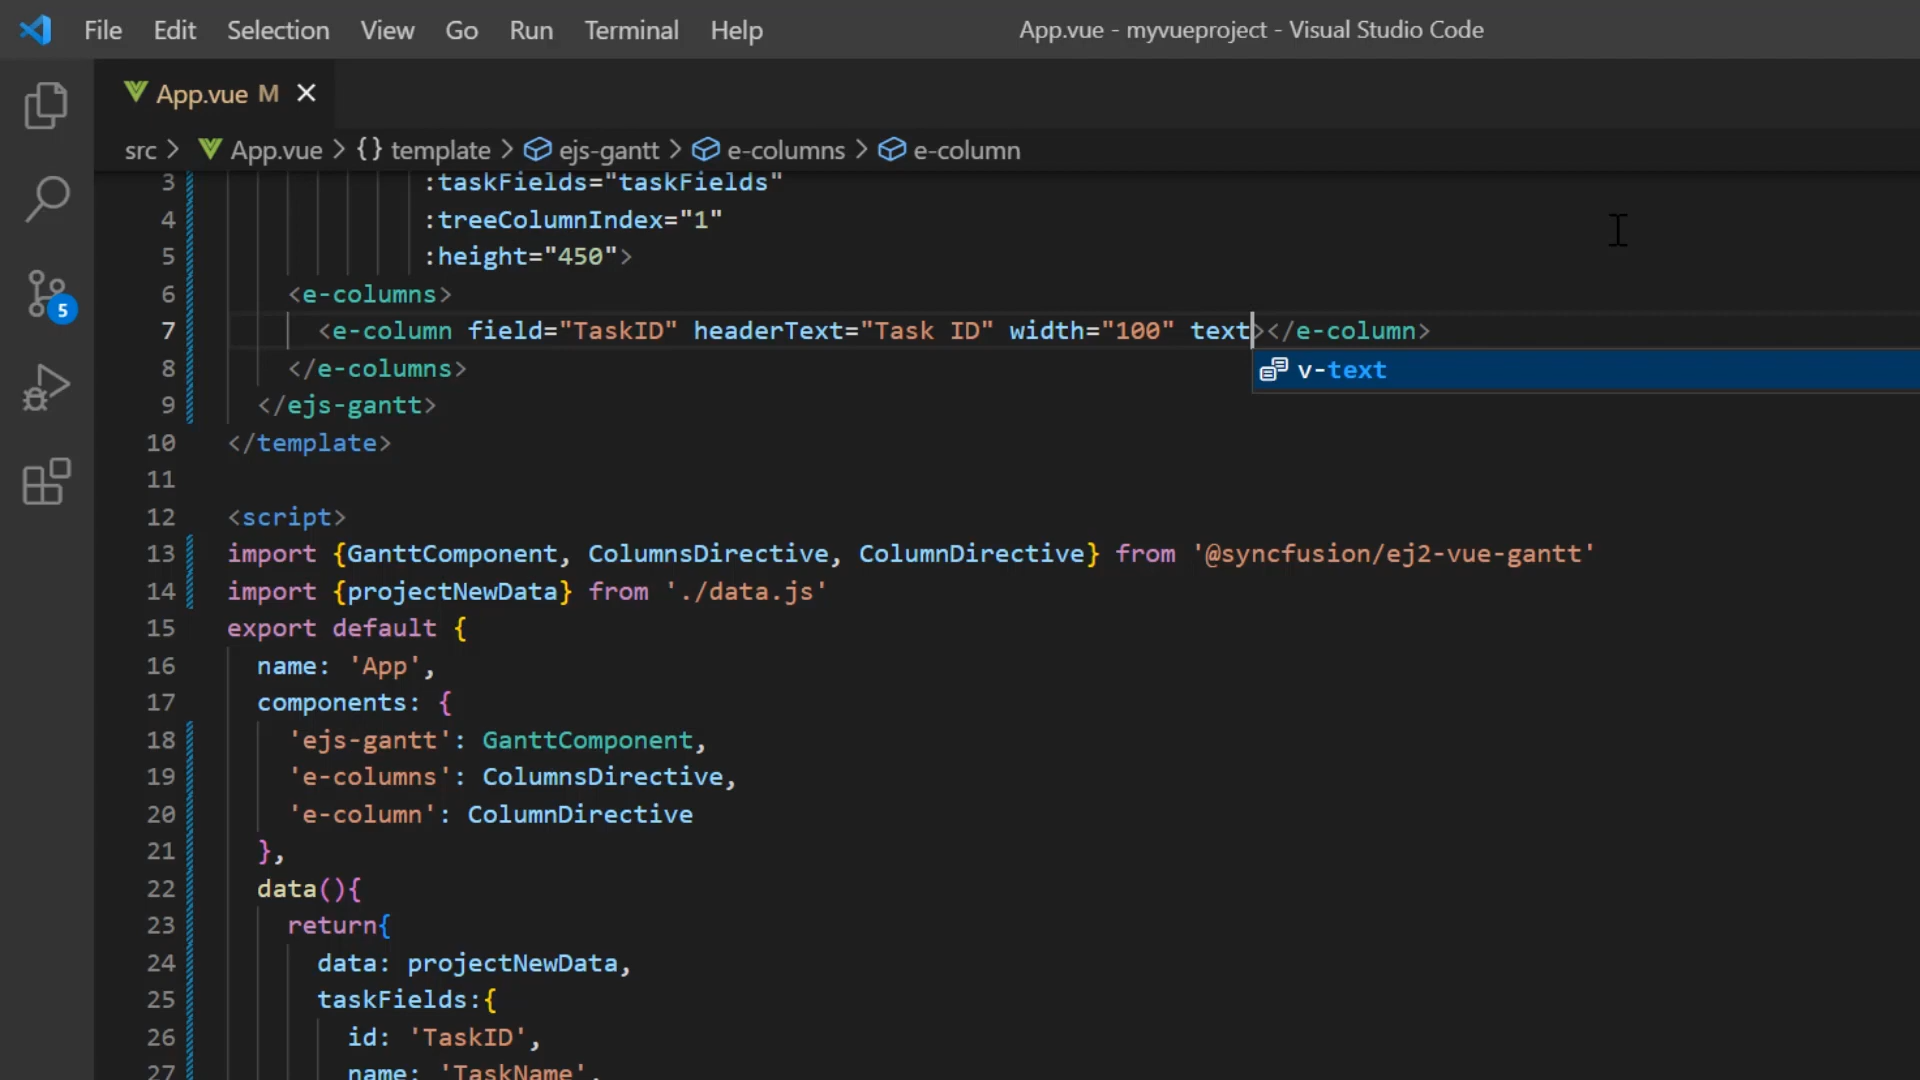 File Edit Selection View Go Run Terminal Help App.vue - myvueproject - Visual Studio Code
App.vue M
src > App.vue > {} template > ejs-gantt > e-columns > e-column
3 :taskFields="taskFields"
4 :treeColumnIndex="1"
5 :height="450">
6 <e-columns>
7 <e-column field="TaskID" headerText="Task ID" width="100" text></e-column>
v-text
8 </e-columns>
9 </ejs-gantt>
10 </template>
11
12 <script>
13 import {GanttComponent, ColumnsDirective, ColumnDirective} from '@syncfusion/ej2-vue-gantt'
14 import {projectNewData} from './data.js'
15 export default {
16 name: 'App',
17 components: {
18 'ejs-gantt': GanttComponent,
19 'e-columns': ColumnsDirective,
20 'e-column': ColumnDirective
21 },
22 data(){
23 return{
24 data: projectNewData,
25 taskFields:{
26 id: 'TaskID',
27 name: 'TaskName',
5